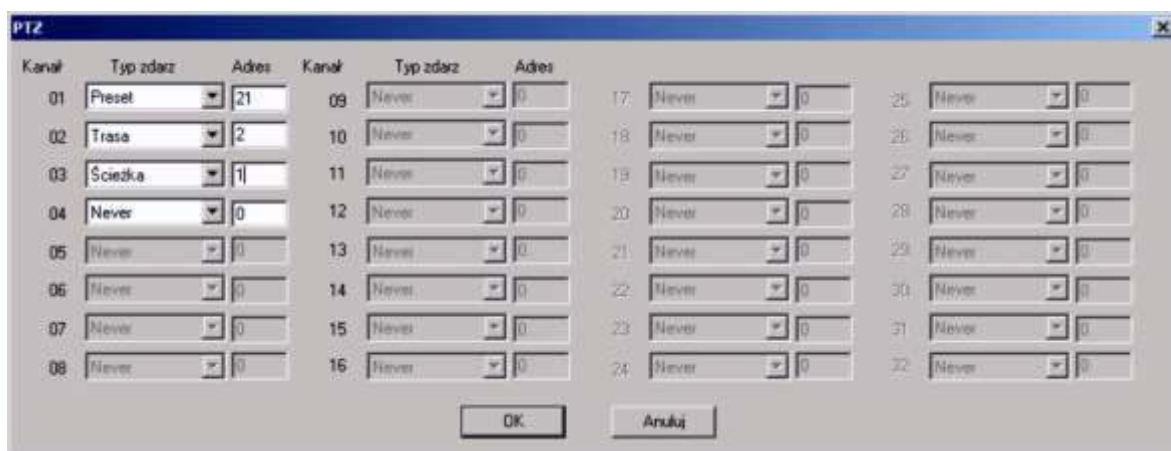 PTZ
Kanał Typ zdarz Adres Kanał Typ zdarz Adres
01 Preset 21 09 Never 0 17 Never 0 25 Never 0
02 Trasa 2 10 Never 0 18 Never 0 26 Never 0
03 Ścieżka 1 11 Never 0 19 Never 0 27 Never 0
04 Never 0 12 Never 0 20 Never 0 28 Never 0
05 Never 0 13 Never 0 21 Never 0 29 Never 0
06 Never 0 14 Never 0 22 Never 0 30 Never 0
07 Never 0 15 Never 0 23 Never 0 31 Never 0
08 Never 0 16 Never 0 24 Never 0 32 Never 0
OK Anuluj